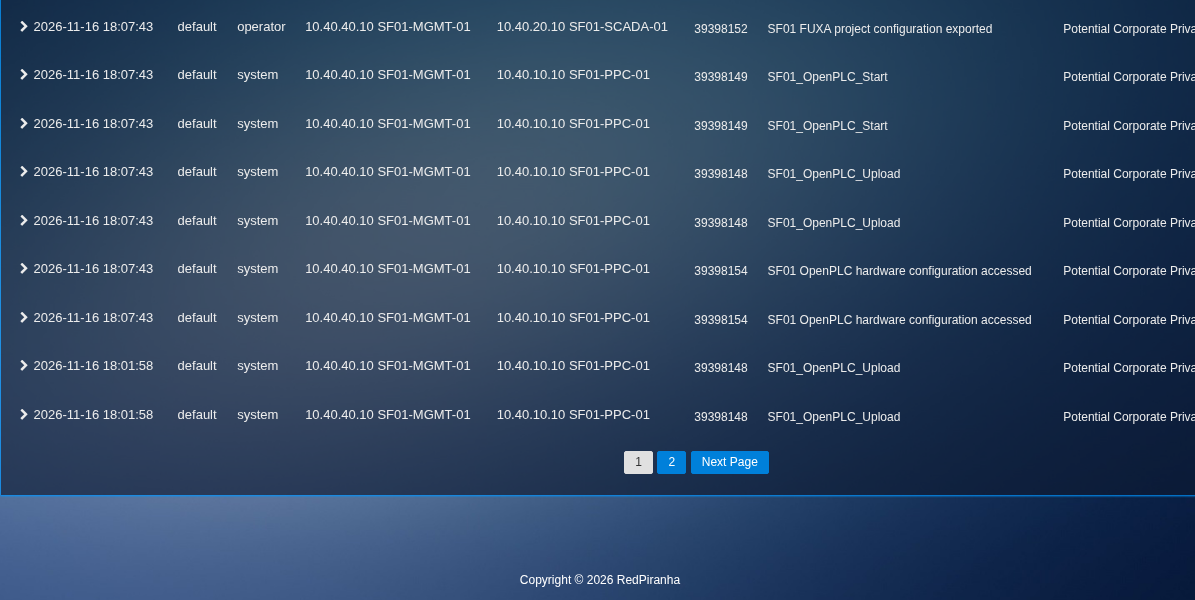 2026-11-16 18:07:43 default operator 10.40.40.10 SF01-MGMT-01 10.40.20.10 SF01-SCADA-01 39398152 SF01 FUXA project configuration exported Potential Corporate Priva
2026-11-16 18:07:43 default system 10.40.40.10 SF01-MGMT-01 10.40.10.10 SF01-PPC-01 39398149 SF01_OpenPLC_Start Potential Corporate Priva
2026-11-16 18:07:43 default system 10.40.40.10 SF01-MGMT-01 10.40.10.10 SF01-PPC-01 39398149 SF01_OpenPLC_Start Potential Corporate Priva
2026-11-16 18:07:43 default system 10.40.40.10 SF01-MGMT-01 10.40.10.10 SF01-PPC-01 39398148 SF01_OpenPLC_Upload Potential Corporate Priva
2026-11-16 18:07:43 default system 10.40.40.10 SF01-MGMT-01 10.40.10.10 SF01-PPC-01 39398148 SF01_OpenPLC_Upload Potential Corporate Priva
2026-11-16 18:07:43 default system 10.40.40.10 SF01-MGMT-01 10.40.10.10 SF01-PPC-01 39398154 SF01 OpenPLC hardware configuration accessed Potential Corporate Priva
2026-11-16 18:07:43 default system 10.40.40.10 SF01-MGMT-01 10.40.10.10 SF01-PPC-01 39398154 SF01 OpenPLC hardware configuration accessed Potential Corporate Priva
2026-11-16 18:01:58 default system 10.40.40.10 SF01-MGMT-01 10.40.10.10 SF01-PPC-01 39398148 SF01_OpenPLC_Upload Potential Corporate Priva
2026-11-16 18:01:58 default system 10.40.40.10 SF01-MGMT-01 10.40.10.10 SF01-PPC-01 39398148 SF01_OpenPLC_Upload Potential Corporate Priva
1 2 Next Page
Copyright © 2026 RedPiranha